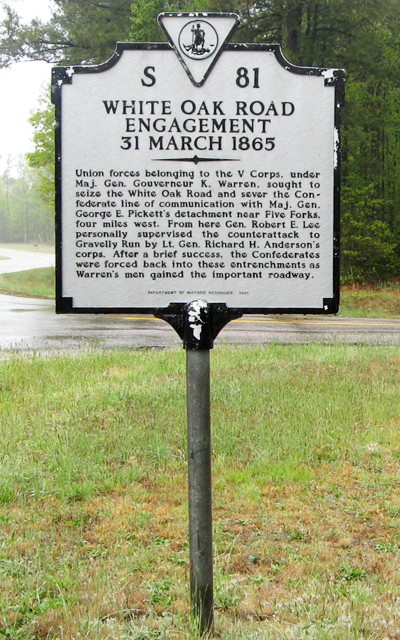 S 81
WHITE OAK ROAD
ENGAGEMENT
31 MARCH 1865
Union forces belonging to the V Corps, under
Maj. Gen. Gouverneur K. Warren, sought to
seize the White Oak Road and sever the Con-
federate line of communication with Maj. Gen.
George E. Pickett's detachment near Five Forks,
four miles west. From here Gen. Robert E. Lee
personally supervised the counterattack to
Gravelly Run by Lt. Gen. Richard H. Anderson's
corps. After a brief success, the Confederates
were forced back into these entrenchments as
Warren's men gained the important roadway.
DEPARTMENT OF HISTORIC RESOURCES,